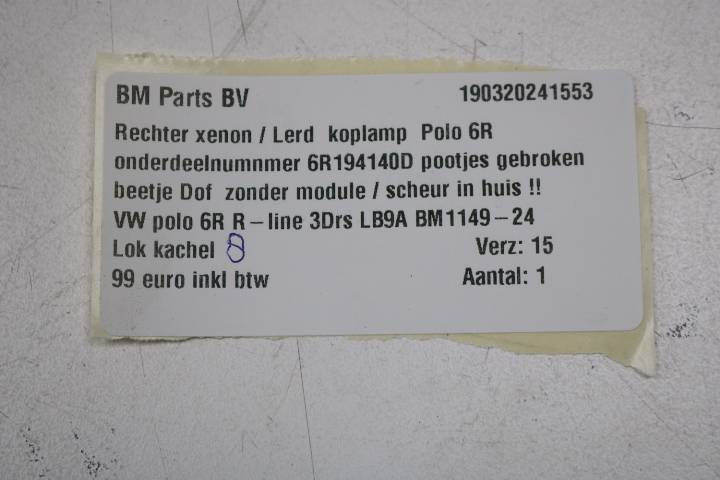 BM Parts BV 190320241553
Rechter xenon / Lerd koplamp Polo 6R
onderdeelnumnmer 6R194140D pootjes gebroken
beetje Dof zonder module / scheur in huis !!
VW polo 6R R-line 3Drs LB9A BM1149-24
Lok kachel 8 Verz: 15
99 euro inkl btw Aantal: 1